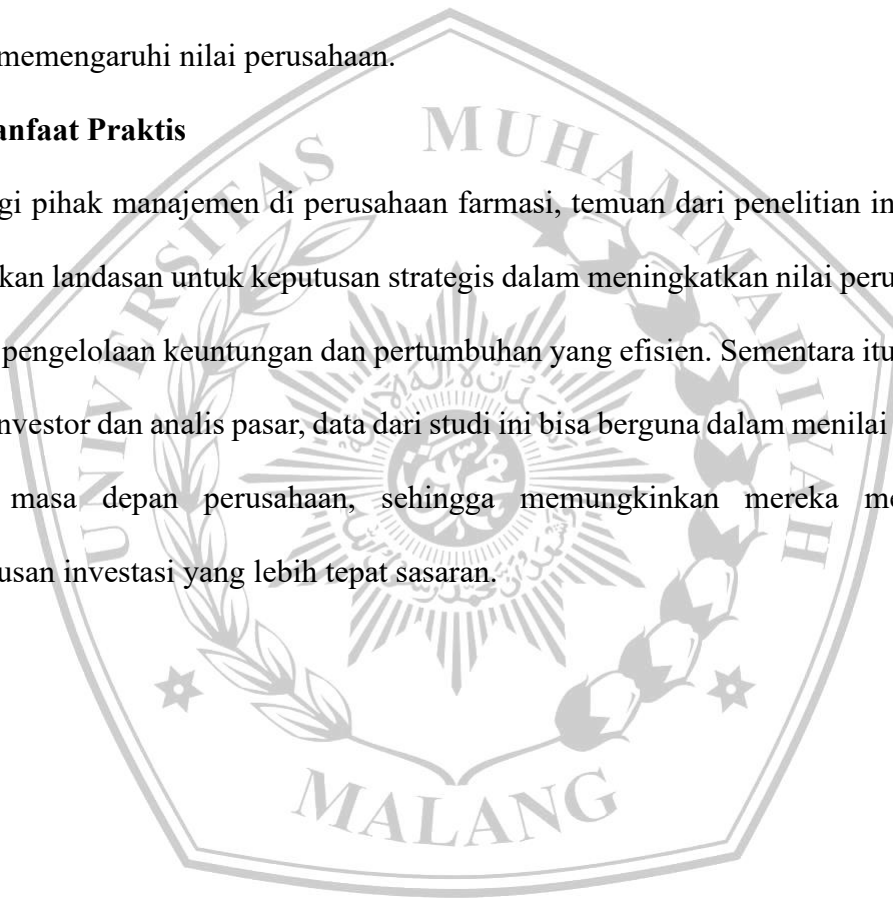 memengaruhi nilai perusahaan.
anfaat Praktis
gi pihak manajemen di perusahaan farmasi, temuan dari penelitian in
kan landasan untuk keputusan strategis dalam meningkatkan nilai peru
pengelolaan keuntungan dan pertumbuhan yang efisien. Sementara itu
nvestor dan analis pasar, data dari studi ini bisa berguna dalam menilai
masa depan perusahaan, sehingga memungkinkan mereka me
usan investasi yang lebih tepat sasaran.
UNIVERSITAS MUHAMMADIYAH
MALANG